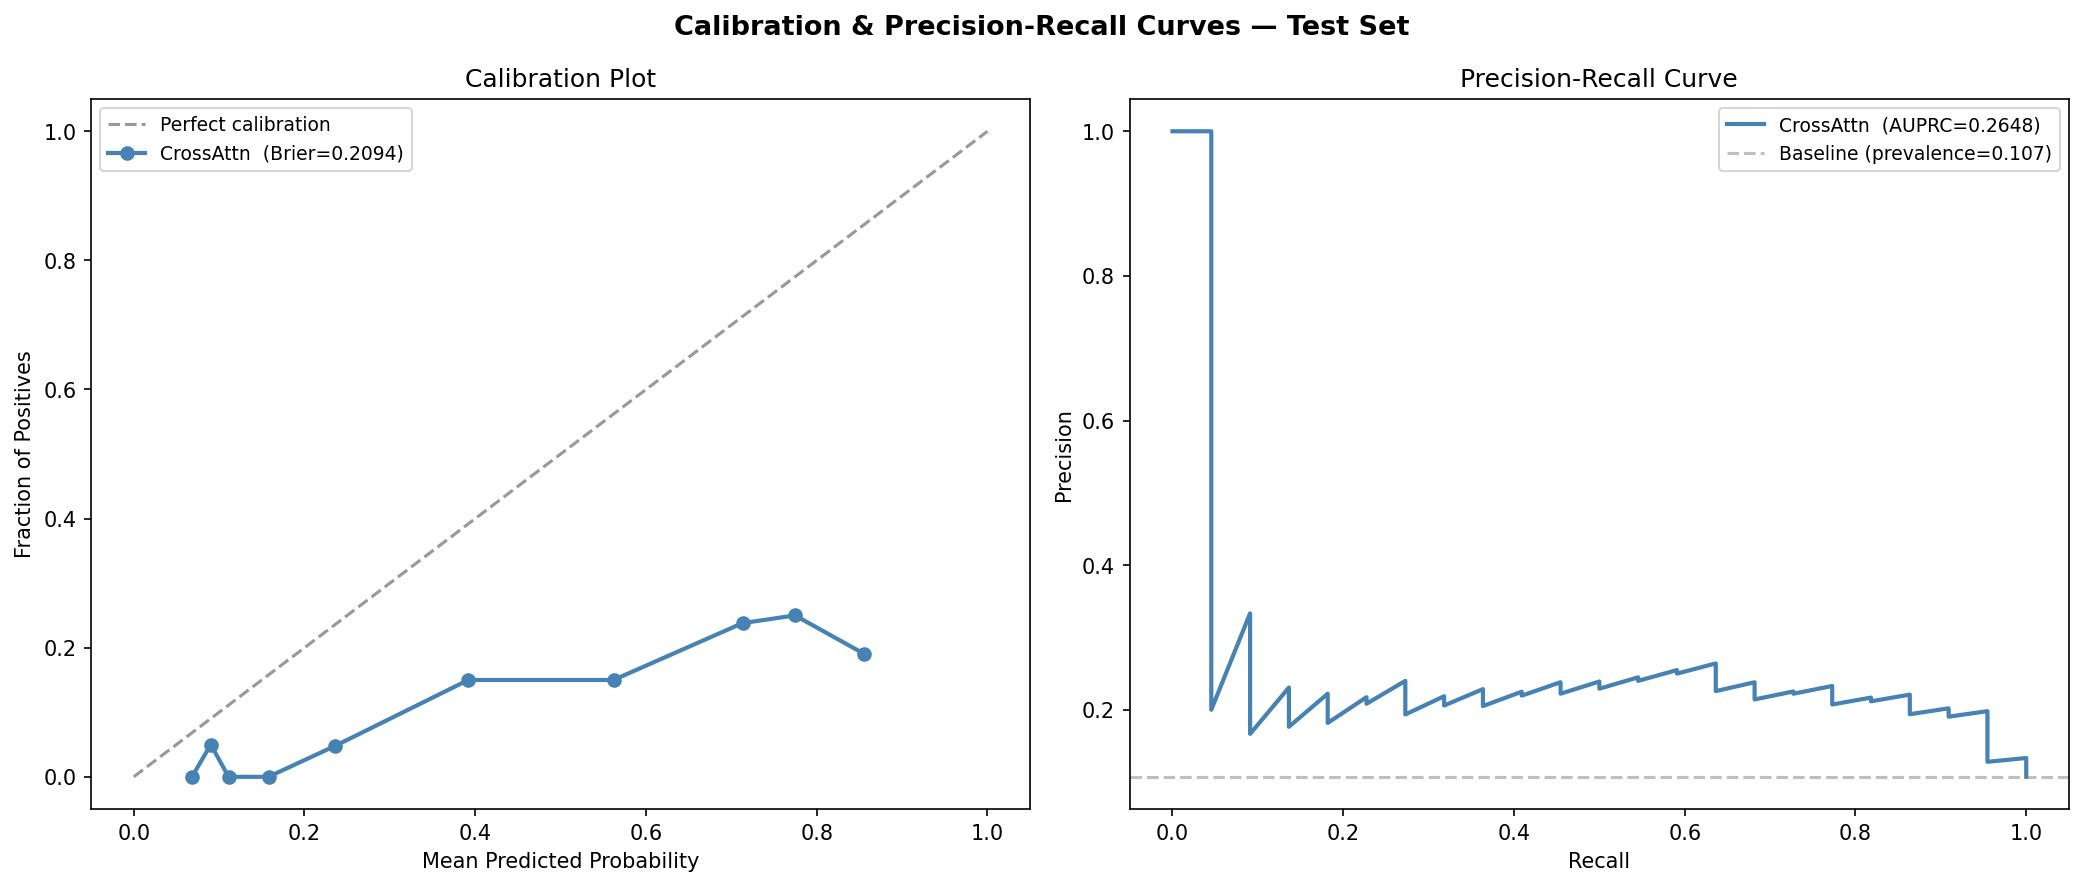 Calibration & Precision-Recall Curves — Test Set
Calibration Plot
Perfect calibration
CrossAttn (Brier=0.2094)
1.0
0.8
0.6
0.4
0.2
0.0
Fraction of Positives
0.0 0.2 0.4 0.6 0.8 1.0
Mean Predicted Probability
Precision-Recall Curve
CrossAttn (AUPRC=0.2648)
Baseline (prevalence=0.107)
1.0
0.8
0.6
0.4
0.2
Precision
0.0 0.2 0.4 0.6 0.8 1.0
Recall